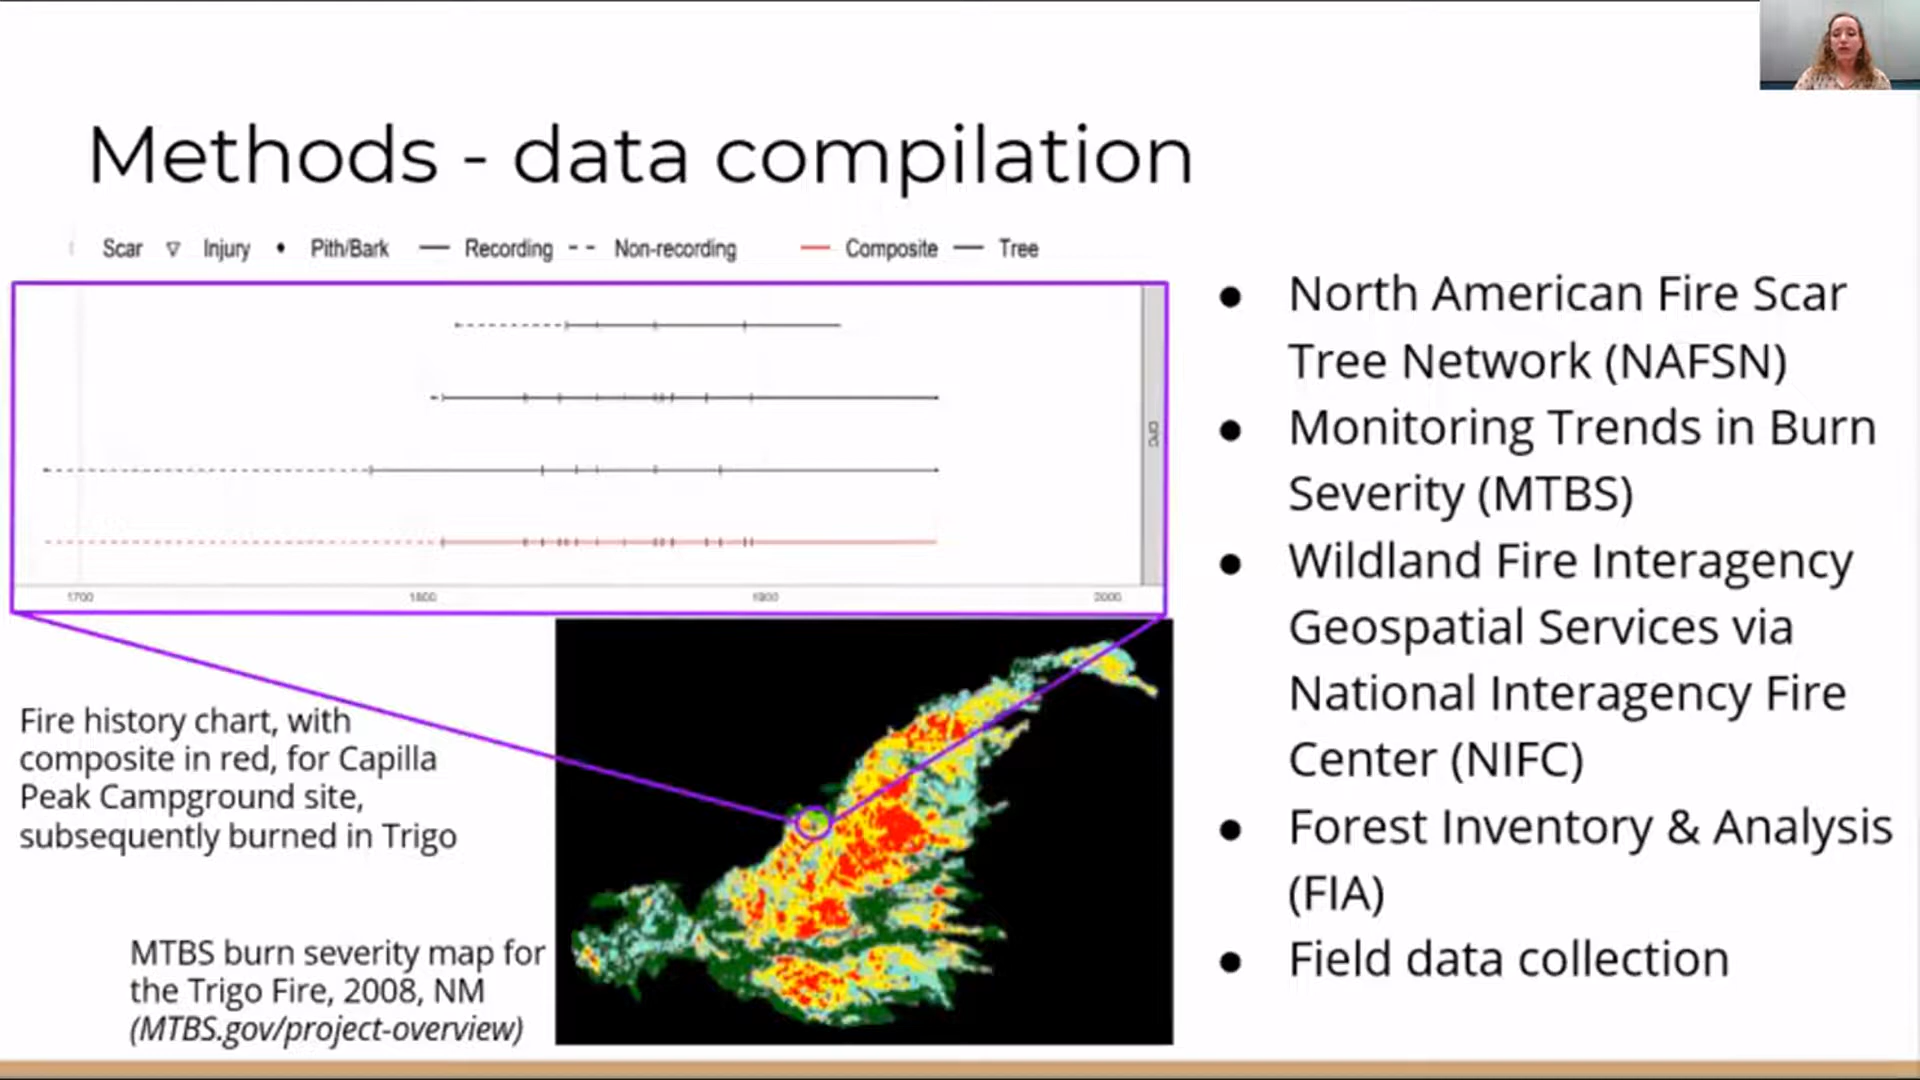 Methods - data compilation
Scar Injury Pith/Bark Recording Non-recording Composite Tree
CPC
1700 1800 1900 2000
Fire history chart, with
composite in red, for Capilla
Peak Campground site,
subsequently burned in Trigo
MTBS burn severity map for
the Trigo Fire, 2008, NM
(MTBS.gov/project-overview)
● North American Fire Scar
Tree Network (NAFSN)
● Monitoring Trends in Burn
Severity (MTBS)
● Wildland Fire Interagency
Geospatial Services via
National Interagency Fire
Center (NIFC)
● Forest Inventory & Analysis
(FIA)
● Field data collection